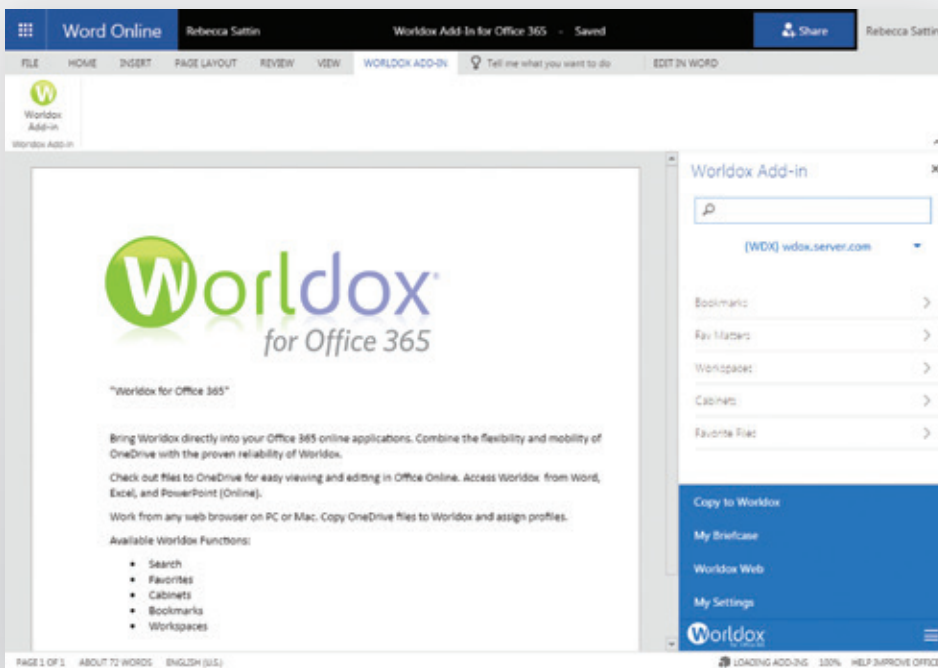 Word Online Rebecca Sattin Worldox Add-In for Office 365 - Saved Share Rebecca Sattin
FILE HOME INSERT PAGE LAYOUT REVIEW VIEW WORLDOX ADD-IN Tell me what you want to do EDIT IN WORD
W
Worldox
Add-in
Worldox Add-in
Worldox Add-in
(WDX) wdox.server.com
Bookmarks
Fav Matters
Workspaces
Cabinets
Favorite Files
Copy to Worldox
My Briefcase
Worldox Web
My Settings
Worldox
for Office 365
Worldox
for Office 365
"Worldox for Office 365"
Bring Worldox directly into your Office 365 online applications. Combine the flexibility and mobility of
OneDrive with the proven reliability of Worldox.
Check out files to OneDrive for easy viewing and editing in Office Online. Access Worldox from Word,
Excel, and PowerPoint (Online).
Work from any web browser on PC or Mac. Copy OneDrive files to Worldox and assign profiles.
Available Worldox Functions:
• Search
• Favorites
• Cabinets
• Bookmarks
• Workspaces
PAGE 1 OF 1 ABOUT 72 WORDS ENGLISH (U.S.) LOADING ADD-INS 100% HELP IMPROVE OFFICE